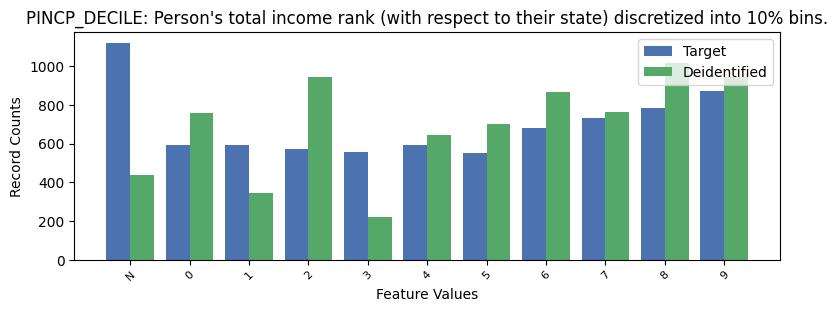 PINCP_DECILE: Person's total income rank (with respect to their state) discretized into 10% bins.
Target
Deidentified
Record Counts
1000
800
600
400
200
0
N 0 1 2 3 4 5 6 7 8 9
Feature Values